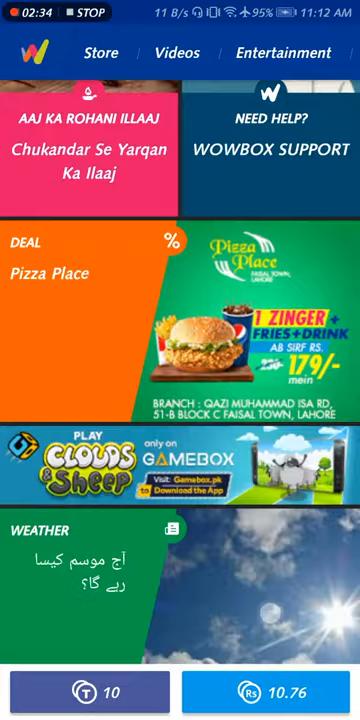 02:34 STOP 11 B/s 95% 11:12 AM
Store Videos Entertainment
AAJ KA ROHANI ILLAAJ
Chukandar Se Yarqan
Ka Ilaaj
NEED HELP?
WOWBOX SUPPORT
DEAL
%
Pizza Place
Pizza
Place
FAISAL TOWN,
LAHORE
1 ZINGER +
FRIES+DRINK
AB SIRF RS.
179/-
mein
BRANCH : QAZI MUHAMMAD ISA RD,
51-B BLOCK C FAISAL TOWN, LAHORE
PLAY
CLOUDS
& Sheep
only on
GAMEBOX
Visit: Gamebox.pk
to Download the App
WEATHER
آج موسم کیسا
رہے گا؟
T 10
Rs 10.76